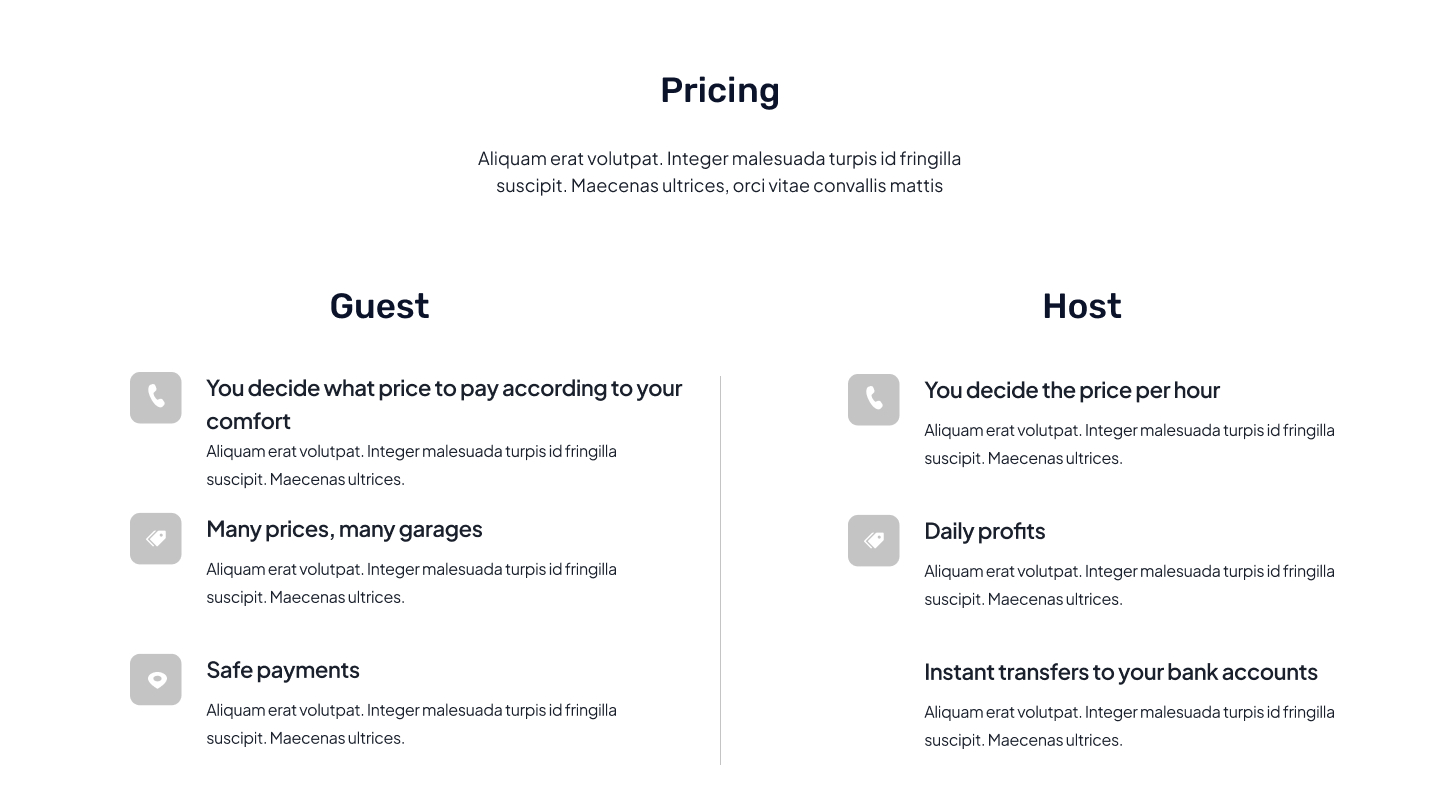 Pricing
Aliquam erat volutpat. Integer malesuada turpis id fringilla
suscipit. Maecenas ultrices, orci vitae convallis mattis
Guest
You decide what price to pay according to your
comfort
Aliquam erat volutpat. Integer malesuada turpis id fringilla
suscipit. Maecenas ultrices.
Many prices, many garages
Aliquam erat volutpat. Integer malesuada turpis id fringilla
suscipit. Maecenas ultrices.
Safe payments
Aliquam erat volutpat. Integer malesuada turpis id fringilla
suscipit. Maecenas ultrices.
Host
You decide the price per hour
Aliquam erat volutpat. Integer malesuada turpis id fringilla
suscipit. Maecenas ultrices.
Daily profits
Aliquam erat volutpat. Integer malesuada turpis id fringilla
suscipit. Maecenas ultrices.
Instant transfers to your bank accounts
Aliquam erat volutpat. Integer malesuada turpis id fringilla
suscipit. Maecenas ultrices.